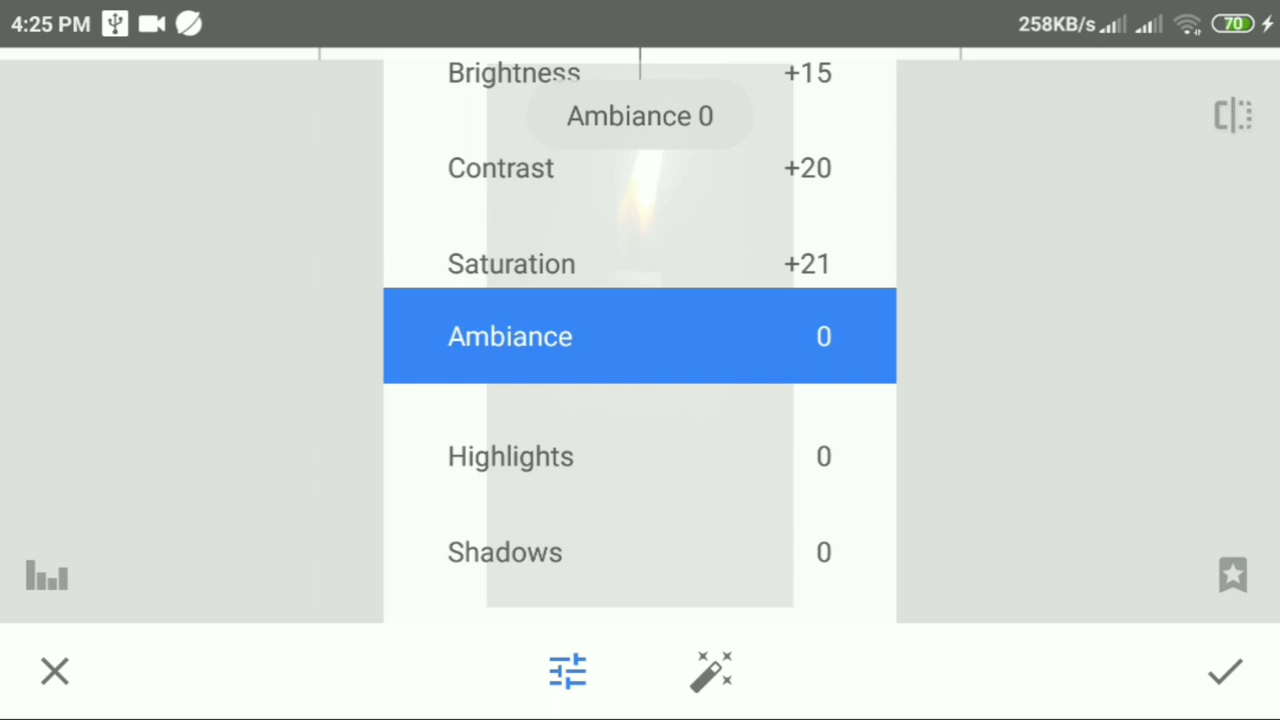 4:25 PM 258KB/s 70
Brightness +15
Ambiance 0
Contrast +20
Saturation +21
Ambiance 0
Highlights 0
Shadows 0